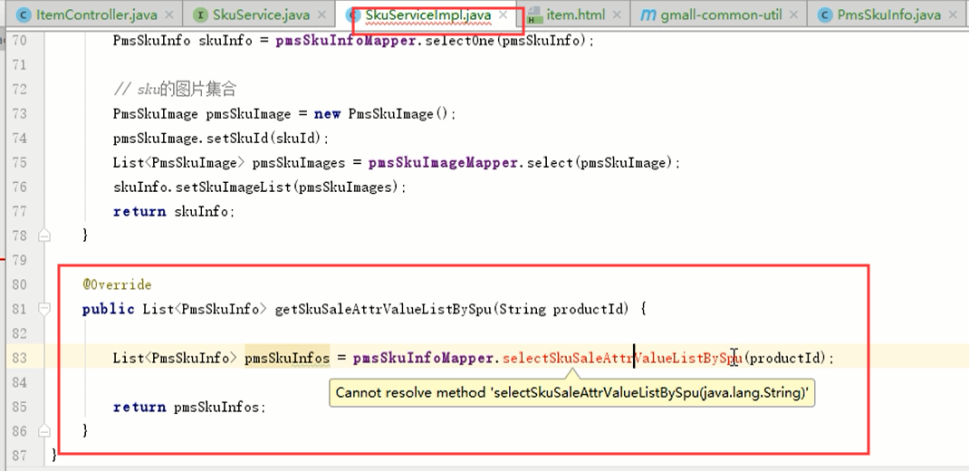 ItemController.java SkuService.java SkuServiceImpl.java item.html gmall-common-util PmsSkuInfo.java
70 PmsSkuInfo skuInfo = pmsSkuInfoMapper.selectOne(pmsSkuInfo);
71
72 // sku的图片集合
73 PmsSkuImage pmsSkuImage = new PmsSkuImage();
74 pmsSkuImage.setSkuId(skuId);
75 List<PmsSkuImage> pmsSkuImages = pmsSkuImageMapper.select(pmsSkuImage);
76 skuInfo.setSkuImageList(pmsSkuImages);
77 return skuInfo;
78 }
79
80 @Override
81 public List<PmsSkuInfo> getSkuSaleAttrValueListBySpu(String productId) {
82
83 List<PmsSkuInfo> pmsSkuInfos = pmsSkuInfoMapper.selectSkuSaleAttrValueListBySpu(productId);
84 Cannot resolve method 'selectSkuSaleAttrValueListBySpu(java.lang.String)'
85 return pmsSkuInfos;
86 }
87 }